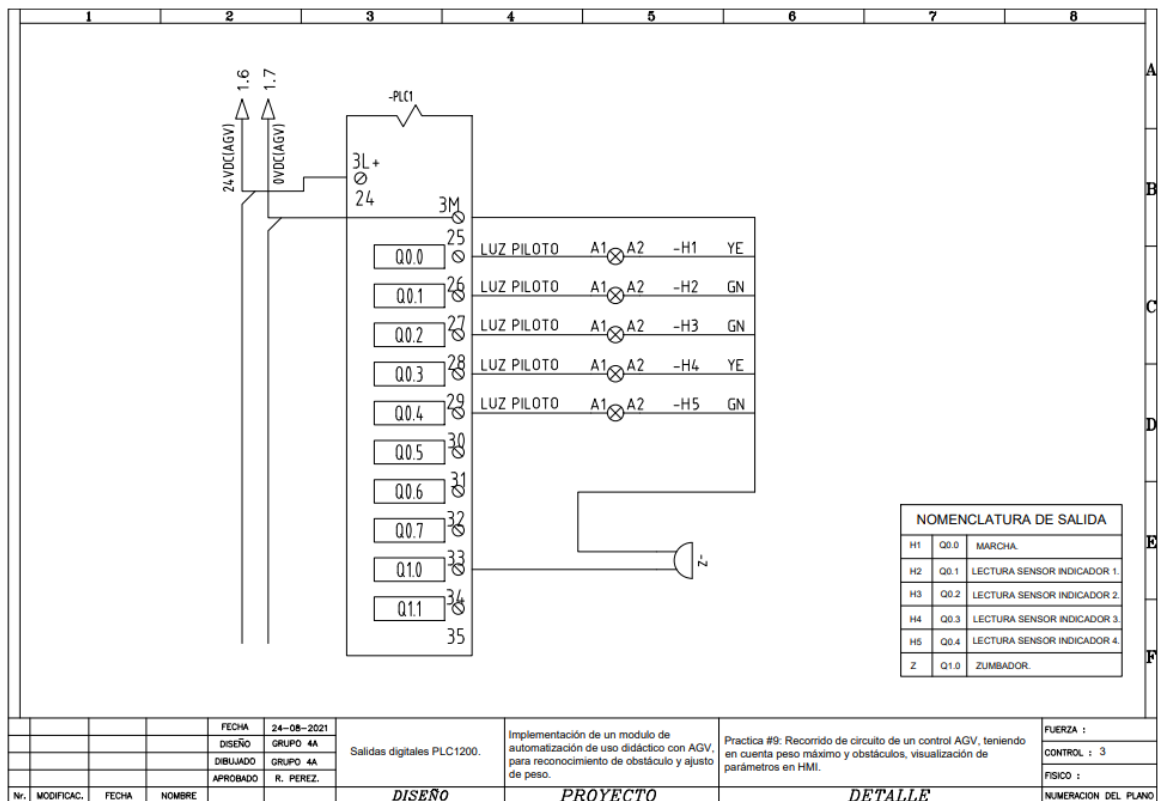 1 2 3 4 5 6 7 8
A
B
C
D
E
F
1.6
1.7
24VDC(AGV)
0VDC(AGV)
-PLC1
3L+
24
3M
25
Q0.0 LUZ PILOTO A1 A2 -H1 YE
26
Q0.1 LUZ PILOTO A1 A2 -H2 GN
27
Q0.2 LUZ PILOTO A1 A2 -H3 GN
28
Q0.3 LUZ PILOTO A1 A2 -H4 YE
29
Q0.4 LUZ PILOTO A1 A2 -H5 GN
30
Q0.5
31
Q0.6
32
Q0.7
33
Q1.0
34
Q1.1
35
Z-
NOMENCLATURA DE SALIDA
H1 Q0.0 MARCHA.
H2 Q0.1 LECTURA SENSOR INDICADOR 1.
H3 Q0.2 LECTURA SENSOR INDICADOR 2.
H4 Q0.3 LECTURA SENSOR INDICADOR 3.
H5 Q0.4 LECTURA SENSOR INDICADOR 4.
Z Q1.0 ZUMBADOR.
FECHA 24-08-2021
DISEÑO GRUPO 4A
DIBUJADO GRUPO 4A
APROBADO R. PEREZ.
Nr. MODIFICAC. FECHA NOMBRE
Salidas digitales PLC1200.
DISEÑO
Implementación de un modulo de
automatización de uso didáctico con AGV,
para reconocimiento de obstáculo y ajusto
de peso.
PROYECTO
Practica #9: Recorrido de circuito de un control AGV, teniendo
en cuenta peso máximo y obstáculos, visualización de
parámetros en HMI.
DETALLE
FUERZA :
CONTROL : 3
FISICO :
NUMERACION DEL PLANO